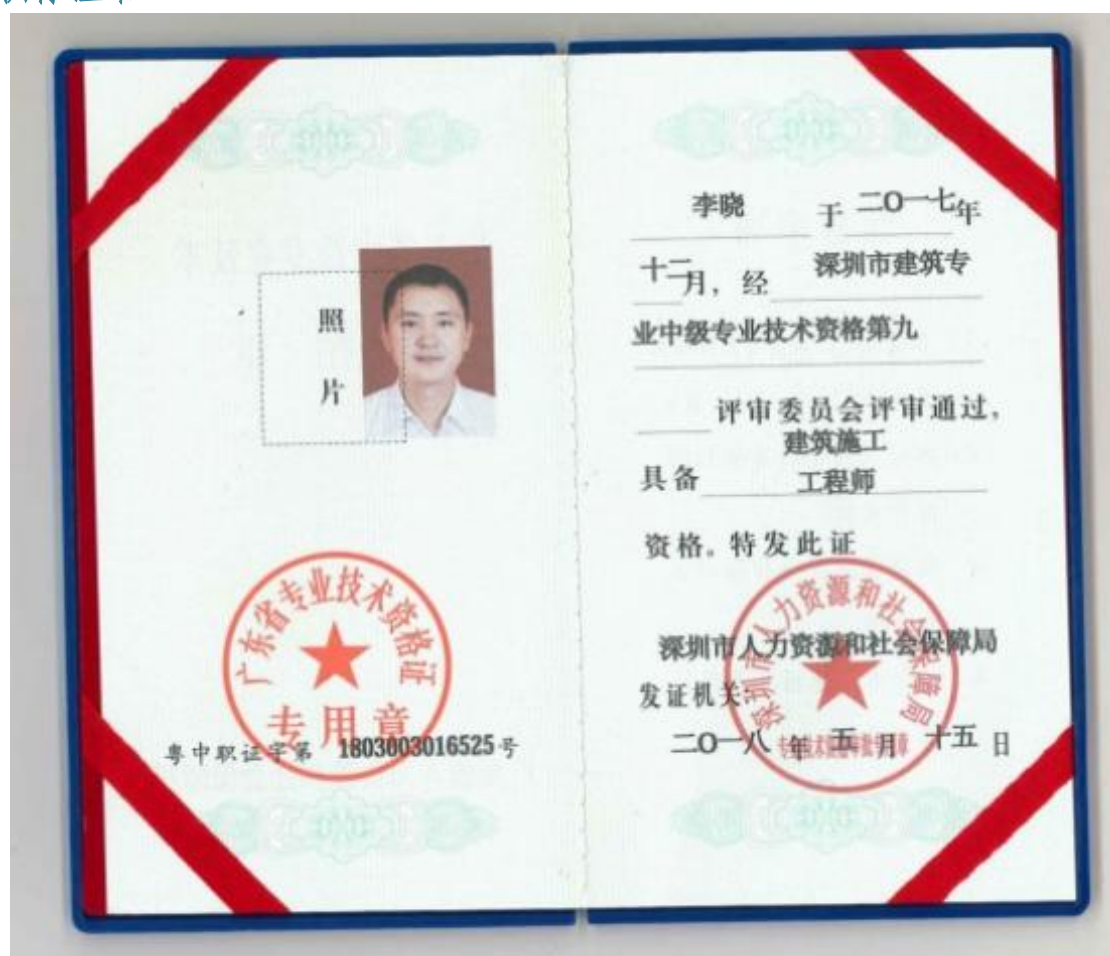 照
片
广东省专业技术资格证
专用章
粤中职证字第 1803003016525号
李晓 于 二〇一七年
十二月，经 深圳市建筑专
业中级专业技术资格第九
评审委员会评审通过，
建筑施工
具备 工程师
资格。特发此证
深圳市人力资源和社会保障局
深圳市人力资源和社会保障局
发证机关：
二〇一八年 五月 十五日